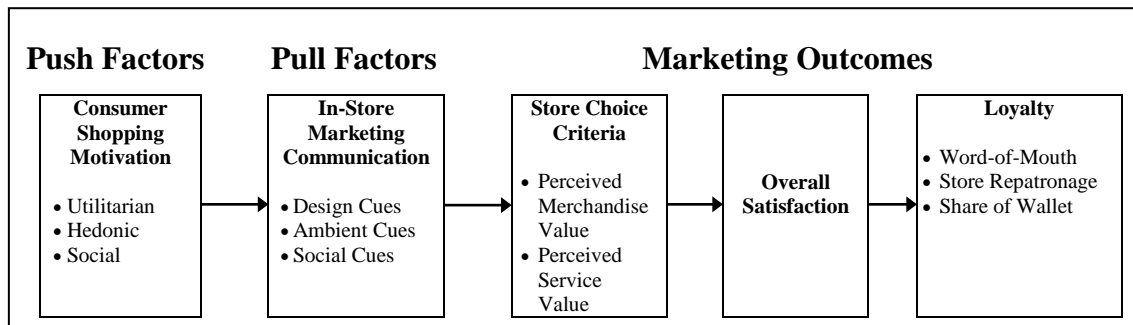 Push Factors
Pull Factors
Marketing Outcomes
Consumer
Shopping
Motivation
• Utilitarian
• Hedonic
• Social
In-Store
Marketing
Communication
• Design Cues
• Ambient Cues
• Social Cues
Store Choice
Criteria
• Perceived
Merchandise
Value
• Perceived
Service
Value
Overall
Satisfaction
Loyalty
• Word-of-Mouth
• Store Repatronage
• Share of Wallet